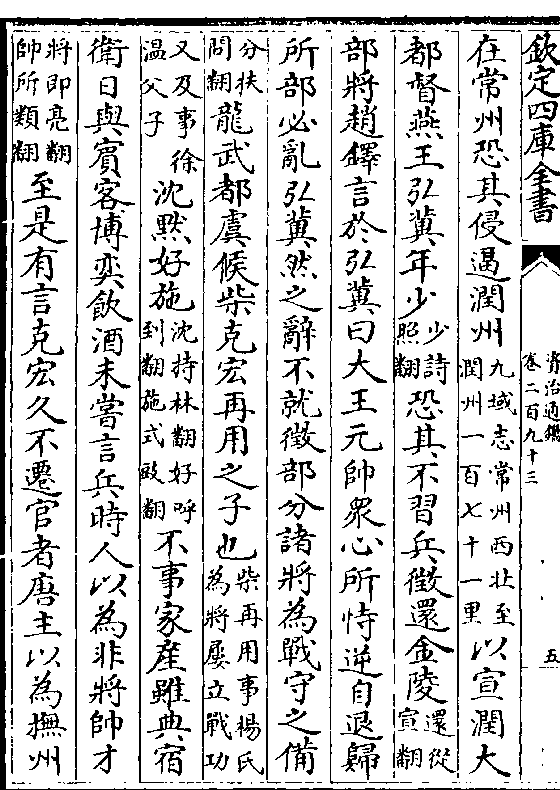 欽定四庫全書
資治通鑑
卷二百九十三
五
在常州恐其侵逼潤州九域志常州西北至潤州一百七十一里以宣潤大
都督燕王弘冀年少少詩照翻恐其不習兵徵還金陵還從宣翻
部將趙鐸言於弘冀曰大王元帥衆心所恃逆自退歸
所部必亂弘冀然之辭不就徵部分諸將為戰守之備
分扶問翻龍武都虞候柴克宏再用之子也柴再用事楊氏為將屢立戰功
又及事徐温父子沈默好施沈持林翻好呼到翻施式豉翻不事家産雖典宿
衛日與賓客博奕飲酒未嘗言兵時人以為非將帥才
將即亮翻帥所類翻至是有言克宏久不遷官者唐主以為撫州